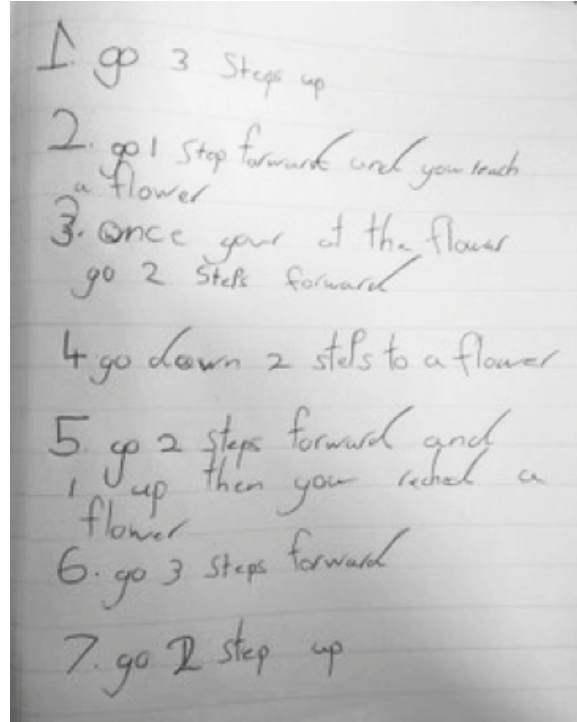 1. go 3 Steps up
2. go 1 Step forward and you reach
a flower
3. once your at the flower
go 2 Steps forward
4 go down 2 steps to a flower
5. go 2 steps forward and
1 up then you reched a
flower
6. go 3 steps forward
7. go 1 step up